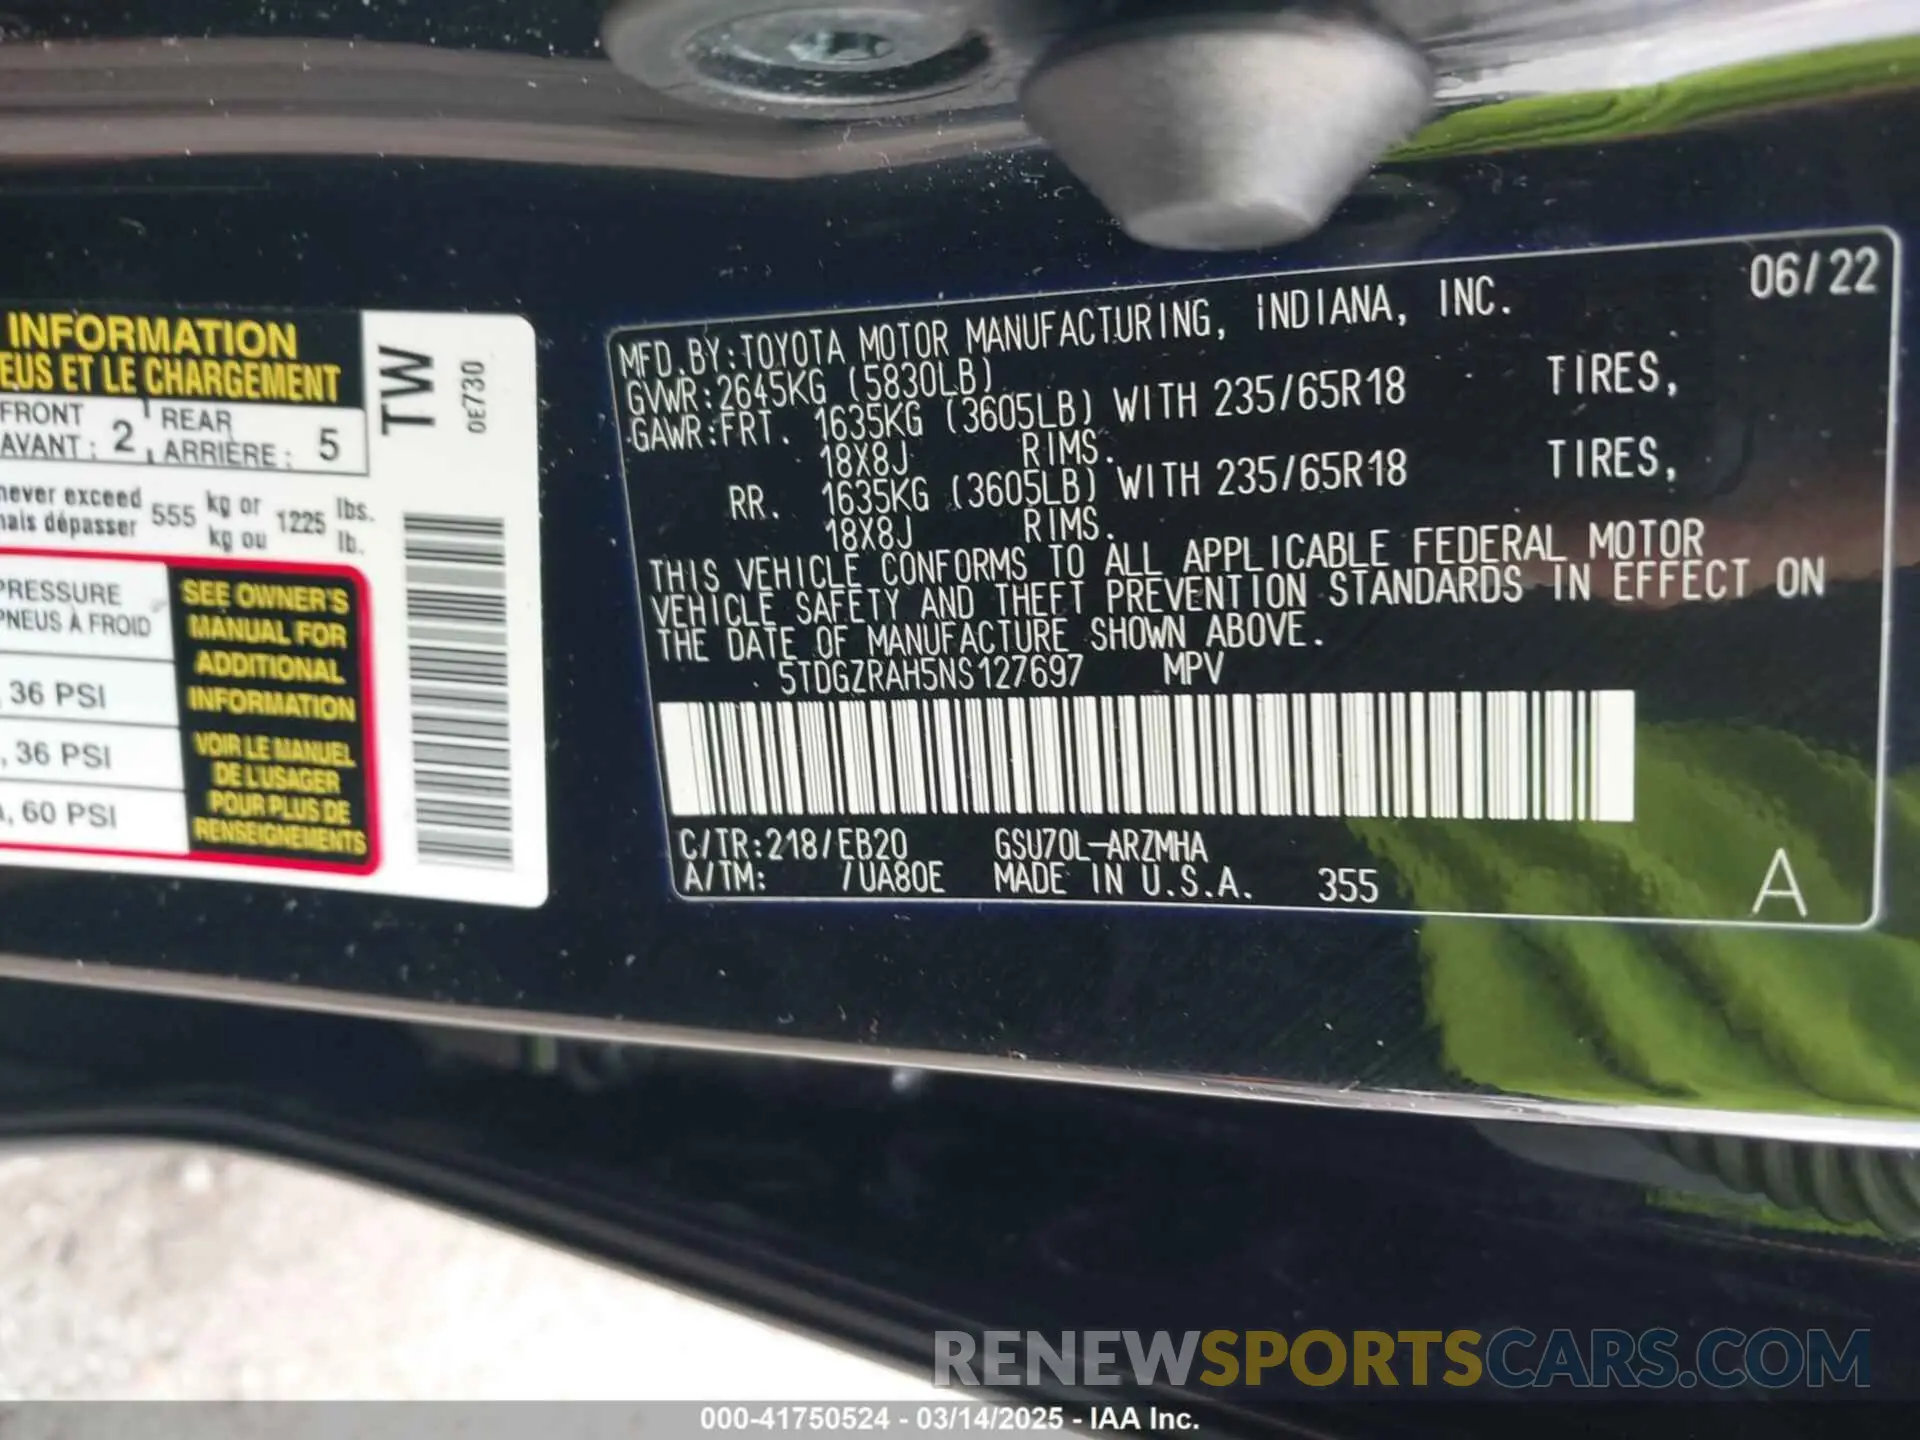 INFORMATION
EUS ET LE CHARGEMENT
FRONT 2 REAR 5
AVANT : ARRIÈRE :
never exceed 555 kg or 1225 lbs.
mais dépasser kg ou lb.
PRESSURE
PNEUS À FROID
, 36 PSI
, 36 PSI
, 60 PSI
SEE OWNER'S
MANUAL FOR
ADDITIONAL
INFORMATION
VOIR LE MANUEL
DE L'USAGER
POUR PLUS DE
RENSEIGNEMENTS
TW
0E730
06/22
MFD.BY:TOYOTA MOTOR MANUFACTURING, INDIANA, INC.
GVWR:2645KG (5830LB)
GAWR:FRT. 1635KG (3605LB) WITH 235/65R18 TIRES,
18X8J RIMS.
RR. 1635KG (3605LB) WITH 235/65R18 TIRES,
18X8J RIMS.
THIS VEHICLE CONFORMS TO ALL APPLICABLE FEDERAL MOTOR
VEHICLE SAFETY AND THEFT PREVENTION STANDARDS IN EFFECT ON
THE DATE OF MANUFACTURE SHOWN ABOVE.
5TDGZRAH5NS127697 MPV
C/TR:218/EB20 GSU70L-ARZMHA
A/TM: /UA80E MADE IN U.S.A. 355
A
RENEWSPORTSCARS.COM
000-41750524 - 03/14/2025 - IAA Inc.